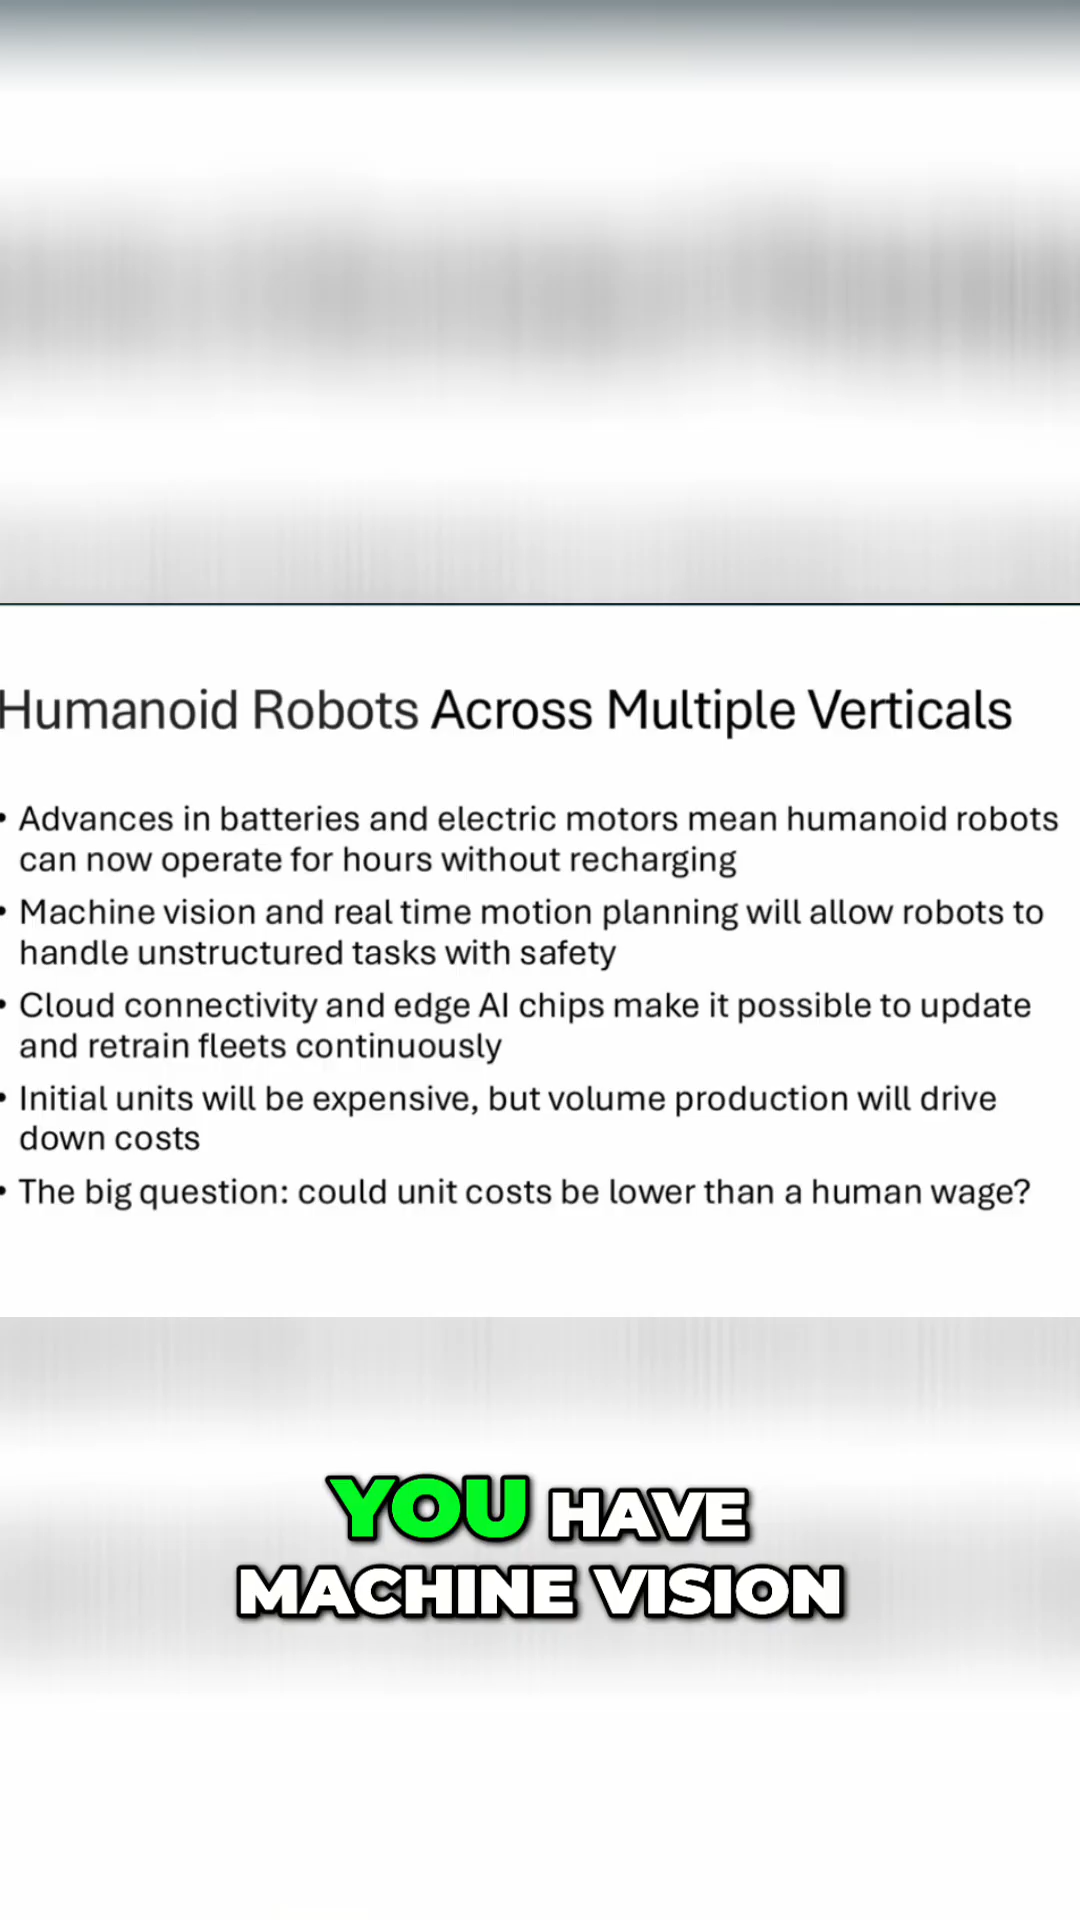 Humanoid Robots Across Multiple Verticals
• Advances in batteries and electric motors mean humanoid robots
can now operate for hours without recharging
• Machine vision and real time motion planning will allow robots to
handle unstructured tasks with safety
• Cloud connectivity and edge AI chips make it possible to update
and retrain fleets continuously
• Initial units will be expensive, but volume production will drive
down costs
• The big question: could unit costs be lower than a human wage?
YOU HAVE
MACHINE VISION